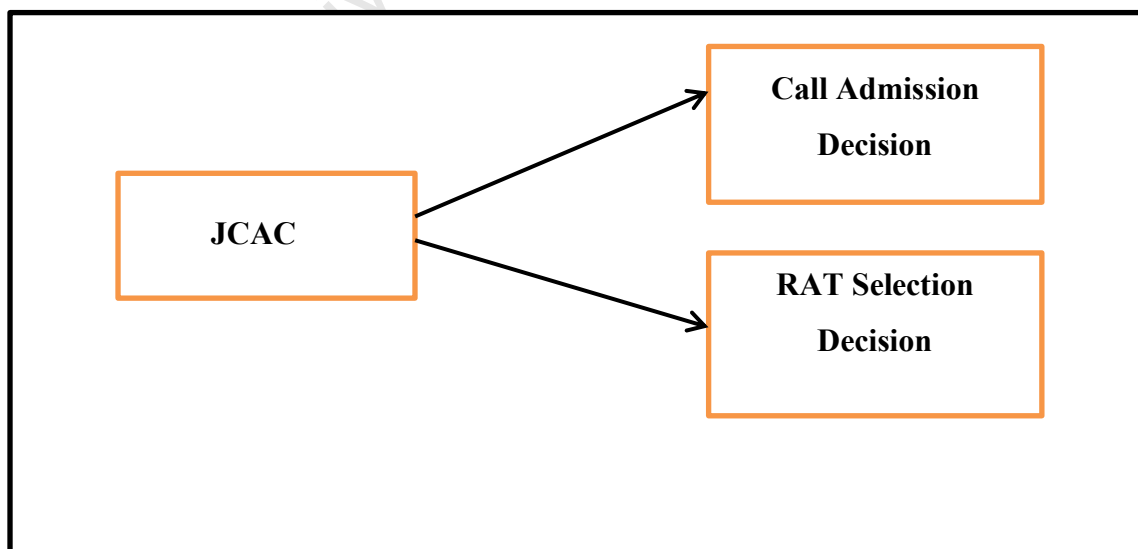 Call Admission
Decision
JCAC
RAT Selection
Decision